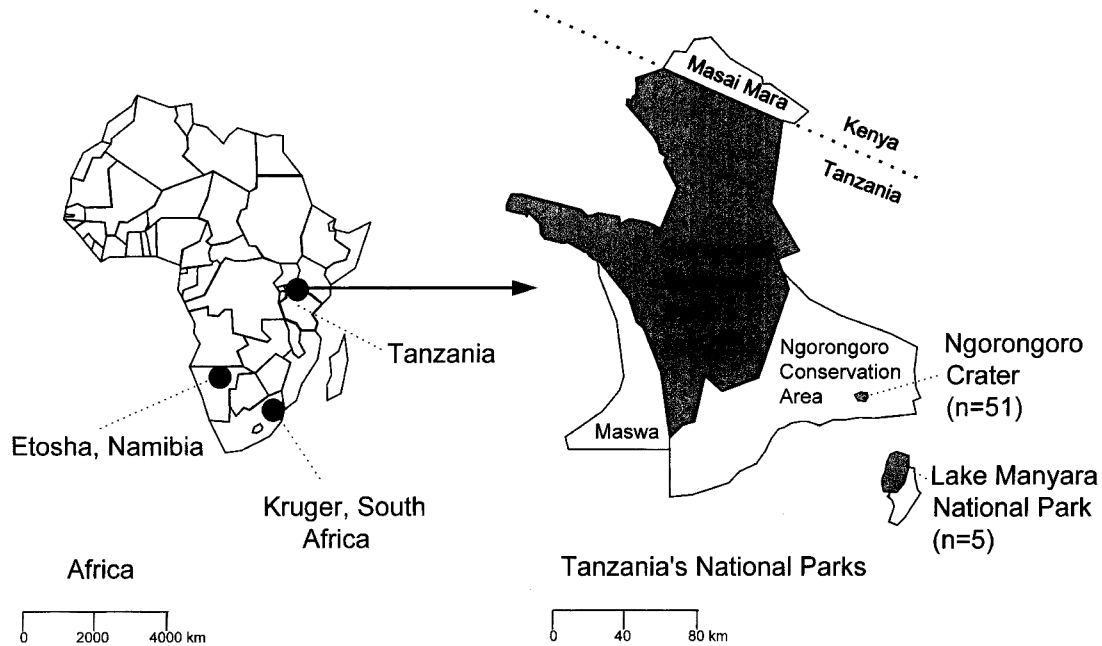 Masai Mara
Kenya
Tanzania
Tanzania
Etosha, Namibia
Kruger, South
Africa
Africa
0 2000 4000 km
Ngorongoro
Conservation
Area
Maswa
Ngorongoro
Crater
(n=51)
Lake Manyara
National Park
(n=5)
Tanzania's National Parks
0 40 80 km